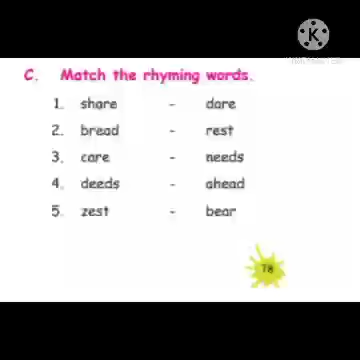 K
C. Match the rhyming words.
1. share - dare
2. bread - rest
3. care - needs
4. deeds - ahead
5. zest - bear
78